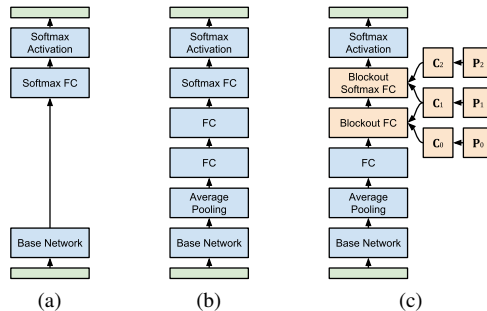 Softmax
Activation
Softmax FC
Base Network
(a)
Softmax
Activation
Softmax FC
FC
FC
Average
Pooling
Base Network
(b)
Softmax
Activation
Blockout
Softmax FC
Blockout FC
FC
Average
Pooling
Base Network
C₂ P₂
C₁ P₁
C₀ P₀
(c)